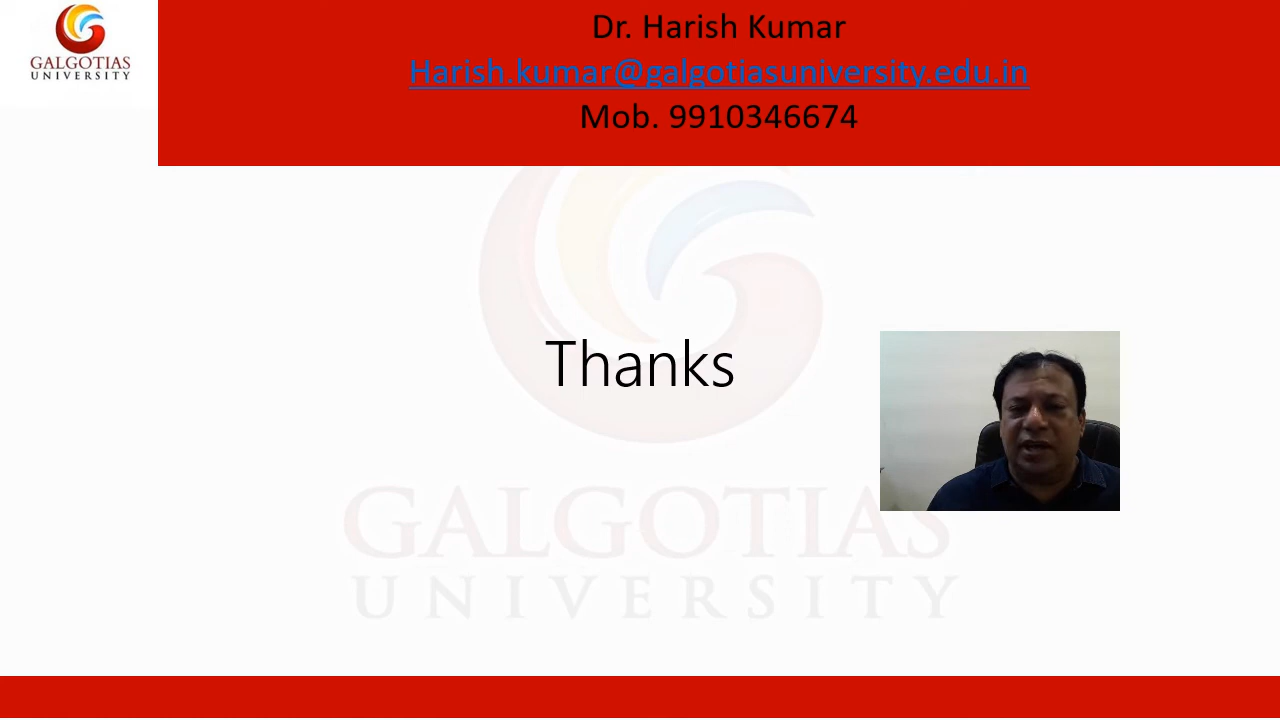 GALGOTIAS
UNIVERSITY
Dr. Harish Kumar
Harish.kumar@galgotiasuniversity.edu.in
Mob. 9910346674
Thanks
GALGOTIAS
UNIVERSITY